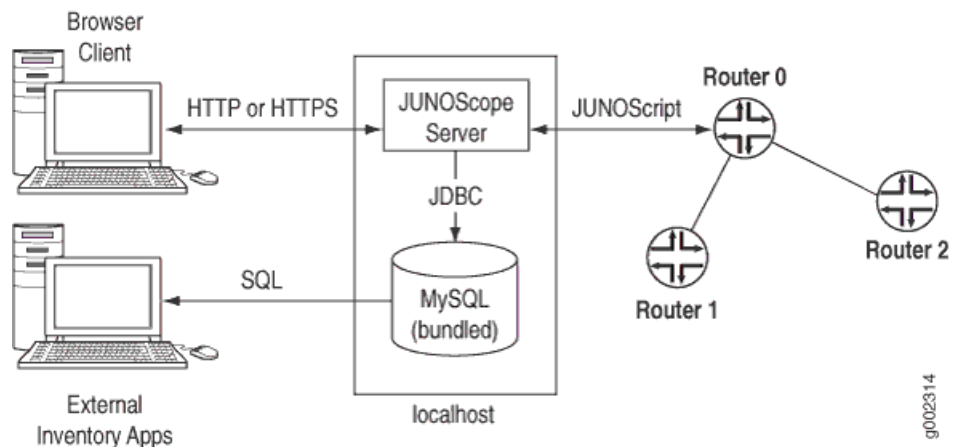 Browser
Client
HTTP or HTTPS
JUNOScope
Server
JUNOScript
Router 0
JDBC
Router 2
SQL
MySQL
(bundled)
Router 1
localhost
External
Inventory Apps
g002314